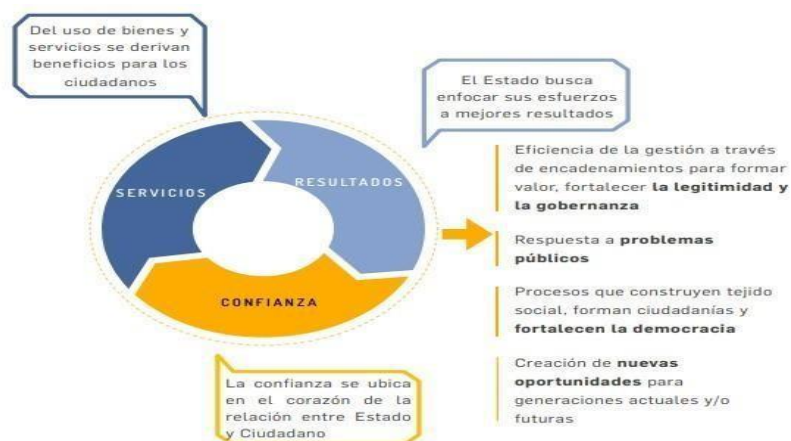 Del uso de bienes y
servicios se derivan
beneficios para los
ciudadanos
El Estado busca
enfocar sus esfuerzos
a mejores resultados
SERVICIOS
RESULTADOS
CONFIANZA
Eficiencia de la gestión a través
de encadenamientos para formar
valor, fortalecer la legitimidad y
la gobernanza
Respuesta a problemas
públicos
Procesos que construyen tejido
social, forman ciudadanías y
fortalecen la democracia
Creación de nuevas
oportunidades para
generaciones actuales y/o
futuras
La confianza se ubica
en el corazón de la
relación entre Estado
y Ciudadano